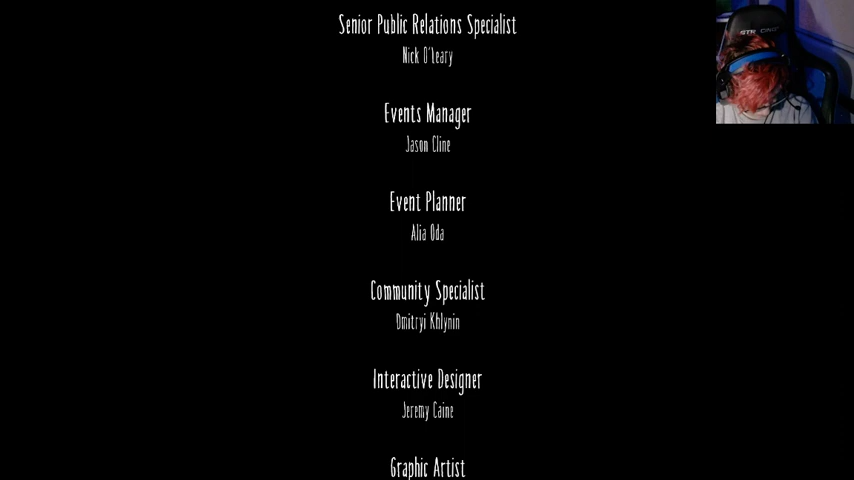 Senior Public Relations Specialist
Nick O'Leary
Events Manager
Jason Cline
Event Planner
Alia Oda
Community Specialist
Dmitryi Khlynin
Interactive Designer
Jeremy Caine
Graphic Artist